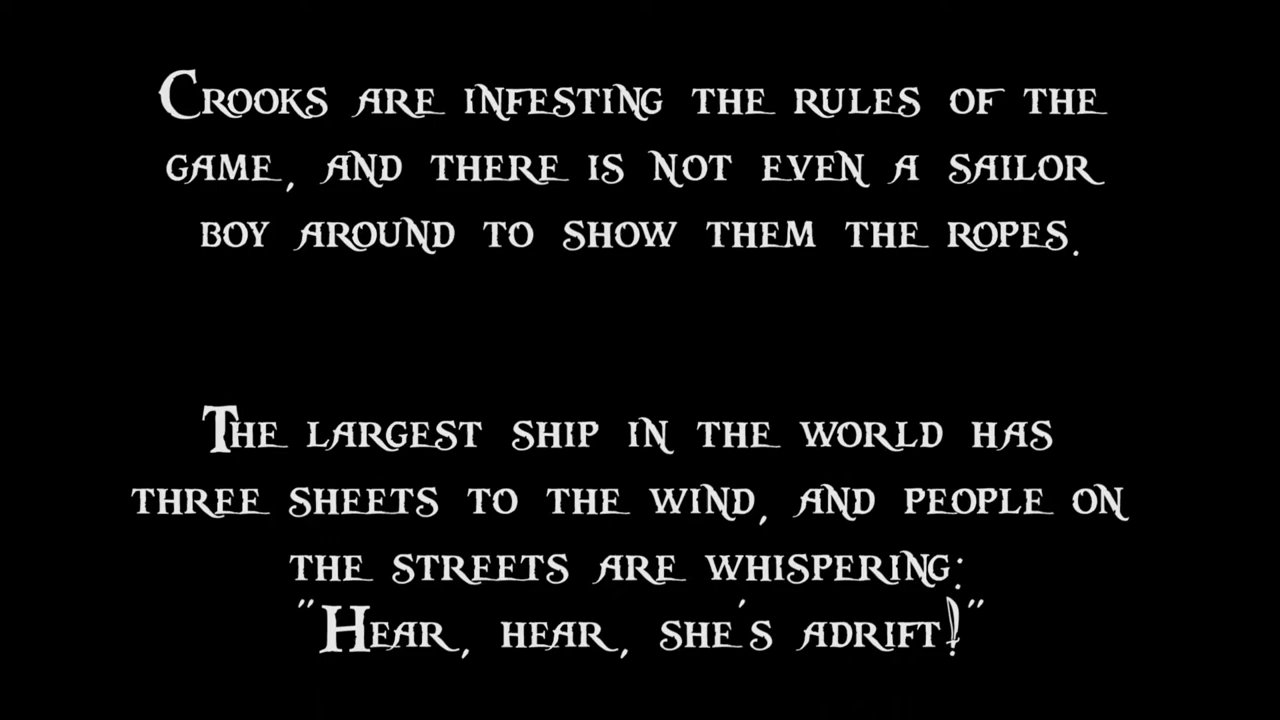 Crooks are infesting the rules of the
game, and there is not even a sailor
boy around to show them the ropes.
The largest ship in the world has
three sheets to the wind, and people on
the streets are whispering:
"Hear, hear, she's adrift!"